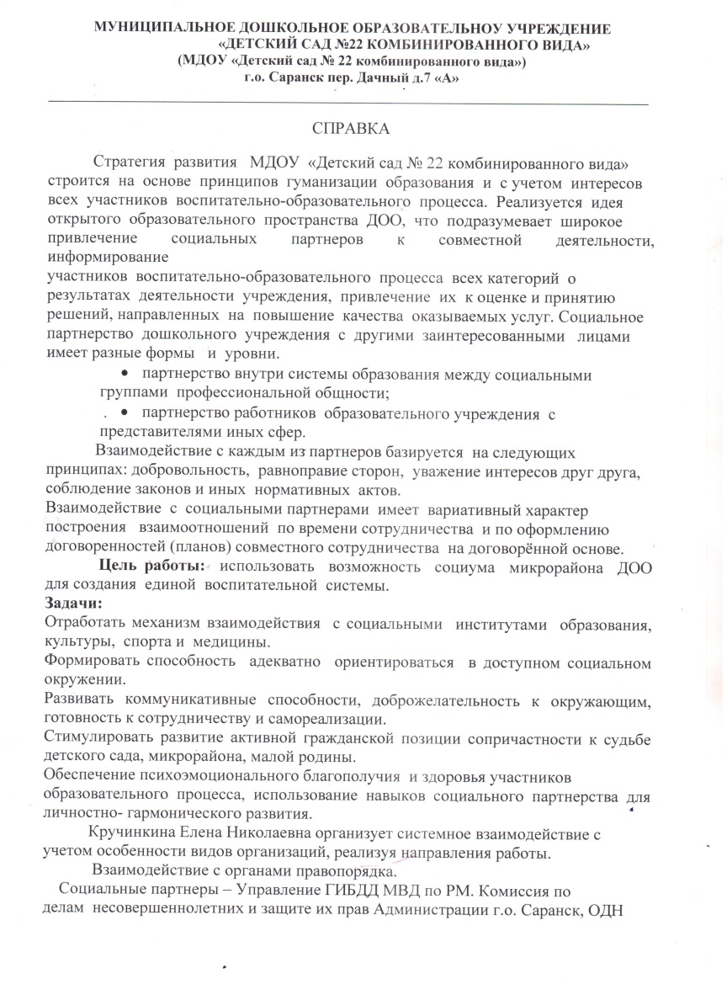 МУНИЦИПАЛЬНОЕ ДОШКОЛЬНОЕ ОБРАЗОВАТЕЛЬНОУ УЧРЕЖДЕНИЕ
«ДЕТСКИЙ САД №22 КОМБИНИРОВАННОГО ВИДА»
(МДОУ «Детский сад № 22 комбинированного вида»)
г.о. Саранск пер. Дачный д.7 «А»
СПРАВКА
Стратегия развития МДОУ «Детский сад № 22 комбинированного вида»
строится на основе принципов гуманизации образования и с учетом интересов
всех участников воспитательно-образовательного процесса. Реализуется идея
открытого образовательного пространства ДОО, что подразумевает широкое
привлечение социальных партнеров к совместной деятельности,
информирование
участников воспитательно-образовательного процесса всех категорий о
результатах деятельности учреждения, привлечение их к оценке и принятию
решений, направленных на повышение качества оказываемых услуг. Социальное
партнерство дошкольного учреждения с другими заинтересованными лицами
имеет разные формы и уровни.
• партнерство внутри системы образования между социальными
группами профессиональной общности;
. • партнерство работников образовательного учреждения с
представителями иных сфер.
Взаимодействие с каждым из партнеров базируется на следующих
принципах: добровольность, равноправие сторон, уважение интересов друг друга,
соблюдение законов и иных нормативных актов.
Взаимодействие с социальными партнерами имеет вариативный характер
построения взаимоотношений по времени сотрудничества и по оформлению
договоренностей (планов) совместного сотрудничества на договорённой основе.
Цель работы: использовать возможность социума микрорайона ДОО
для создания единой воспитательной системы.
Задачи:
Отработать механизм взаимодействия с социальными институтами образования,
культуры, спорта и медицины.
Формировать способность адекватно ориентироваться в доступном социальном
окружении.
Развивать коммуникативные способности, доброжелательность к окружающим,
готовность к сотрудничеству и самореализации.
Стимулировать развитие активной гражданской позиции сопричастности к судьбе
детского сада, микрорайона, малой родины.
Обеспечение психоэмоционального благополучия и здоровья участников
образовательного процесса, использование навыков социального партнерства для
личностно- гармонического развития.
Кручинкина Елена Николаевна организует системное взаимодействие с
учетом особенности видов организаций, реализуя направления работы.
Взаимодействие с органами правопорядка.
Социальные партнеры – Управление ГИБДД МВД по РМ. Комиссия по
делам несовершеннолетних и защите их прав Администрации г.о. Саранск, ОДН